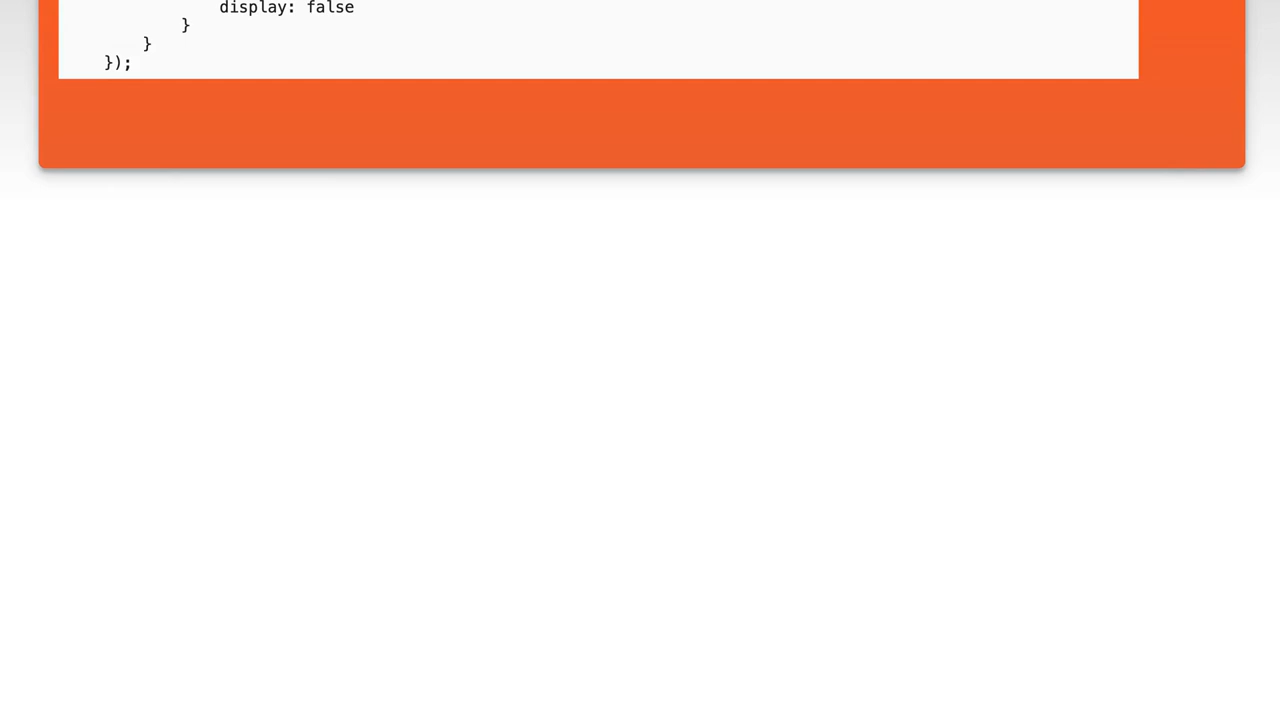 display: false
}
}
});